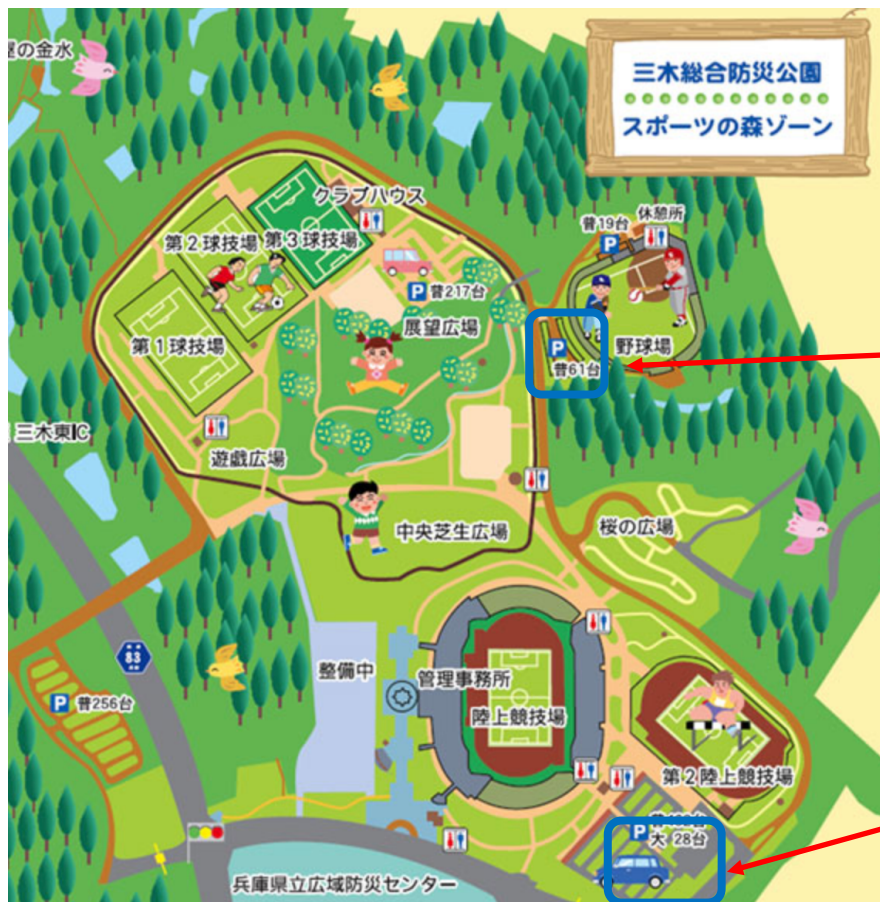 三木総合防災公園
スポーツの森ゾーン
の金水
クラブハウス
第2球技場
第3球技場
普19台
休憩所
P 普217台
展望広場
第1球技場
野球場
P
普61台
三木東IC
遊戯広場
中央芝生広場
桜の広場
83
整備中
管理事務所
P 普256台
陸上競技場
第2陸上競技場
P
大 28台
兵庫県立広域防災センター